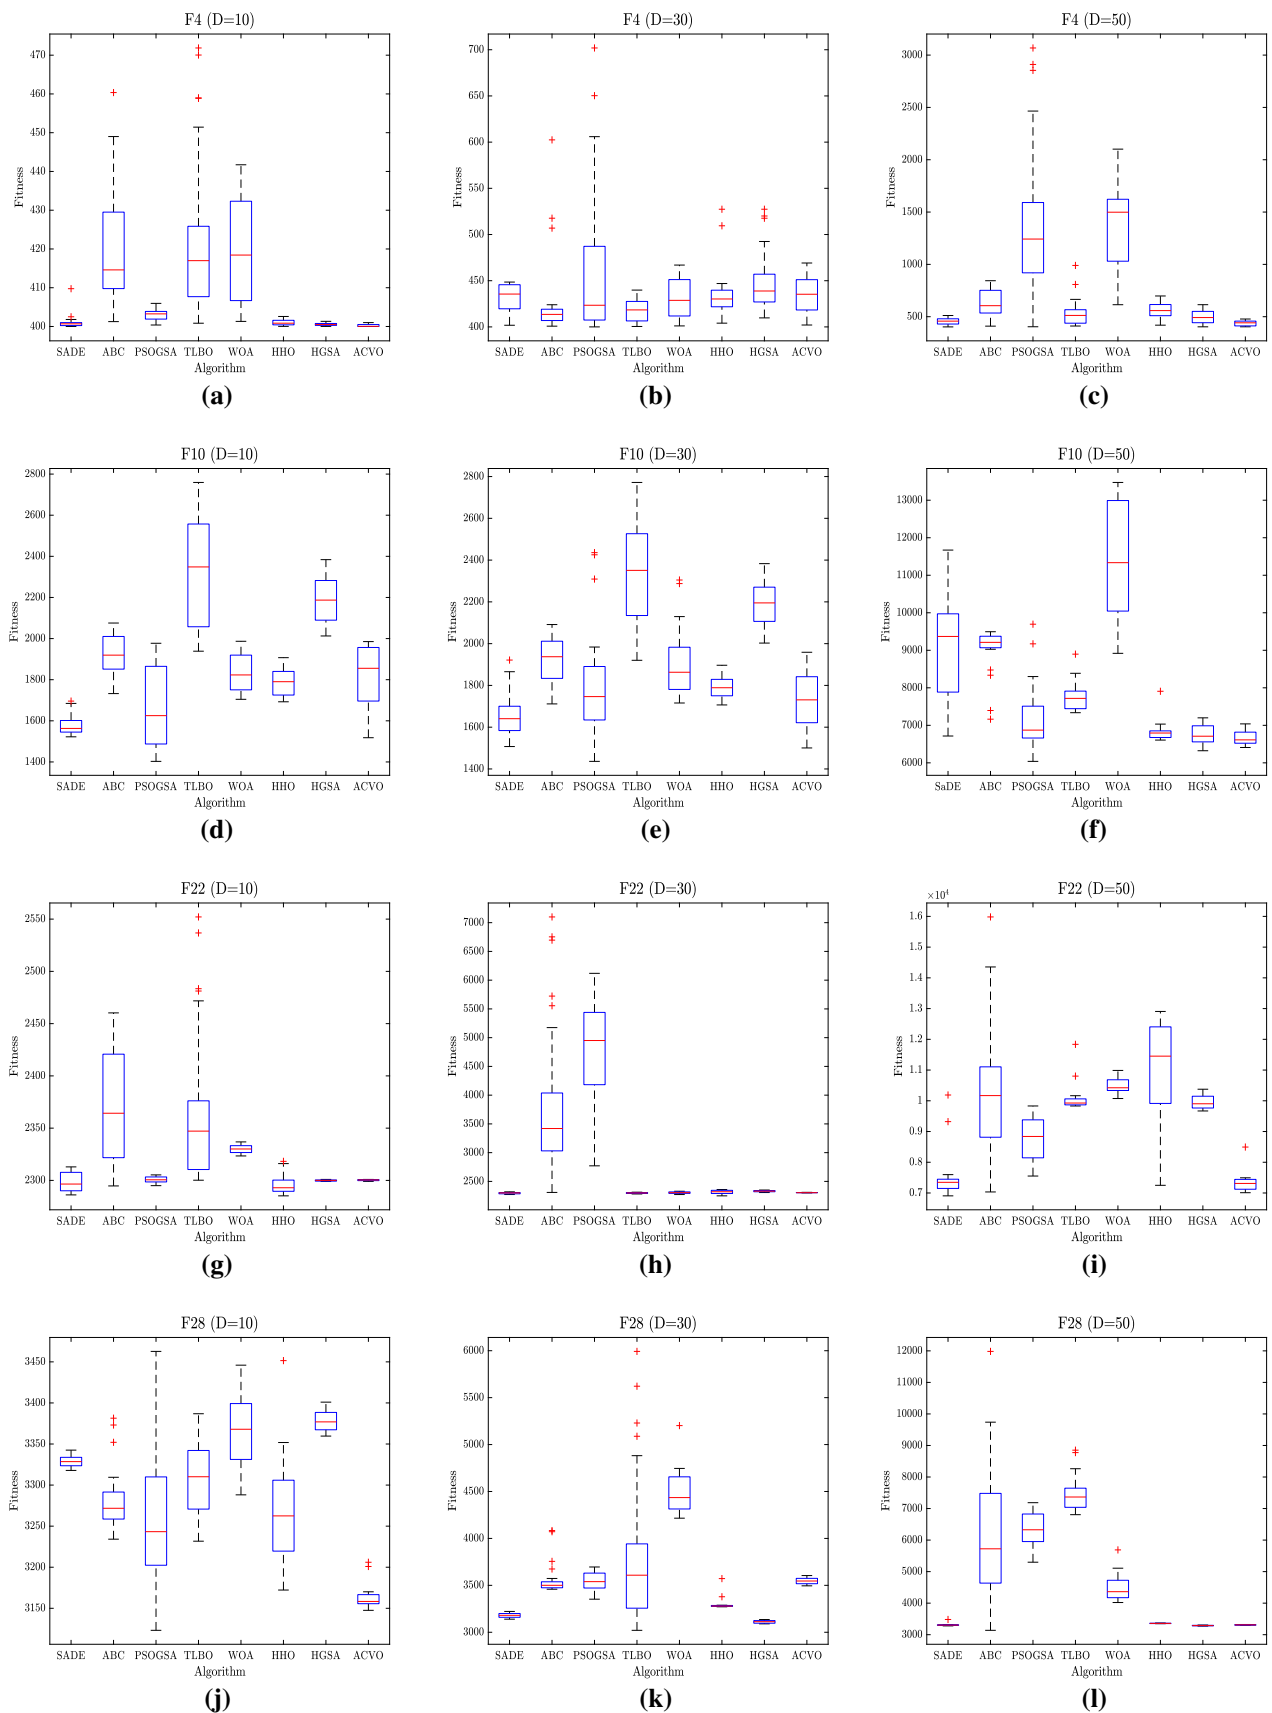 F4 (D=10)
470
460
450
440
430
420
410
400
Fitness
SADE ABC PSOGSA TLBO WOA HHO HGSA ACVO
Algorithm
(a)
F4 (D=30)
700
650
600
550
500
450
400
Fitness
SADE ABC PSOGSA TLBO WOA HHO HGSA ACVO
Algorithm
(b)
F4 (D=50)
3000
2500
2000
1500
1000
500
Fitness
SADE ABC PSOGSA TLBO WOA HHO HGSA ACVO
Algorithm
(c)
F10 (D=10)
2800
2600
2400
2200
2000
1800
1600
1400
Fitness
SADE ABC PSOGSA TLBO WOA HHO HGSA ACVO
Algorithm
(d)
F10 (D=30)
2800
2600
2400
2200
2000
1800
1600
1400
Fitness
SADE ABC PSOGSA TLBO WOA HHO HGSA ACVO
Algorithm
(e)
F10 (D=50)
13000
12000
11000
10000
9000
8000
7000
6000
Fitness
SaDE ABC PSOGSA TLBO WOA HHO HGSA ACVO
Algorithm
(f)
F22 (D=10)
2550
2500
2450
2400
2350
2300
Fitness
SADE ABC PSOGSA TLBO WOA HHO HGSA ACVO
Algorithm
(g)
F22 (D=30)
7000
6500
6000
5500
5000
4500
4000
3500
3000
2500
Fitness
SADE ABC PSOGSA TLBO WOA HHO HGSA ACVO
Algorithm
(h)
F22 (D=50)
×10⁴
1.6
1.5
1.4
1.3
1.2
1.1
1
0.9
0.8
0.7
Fitness
SADE ABC PSOGSA TLBO WOA HHO HGSA ACVO
Algorithm
(i)
F28 (D=10)
3450
3400
3350
3300
3250
3200
3150
Fitness
SADE ABC PSOGSA TLBO WOA HHO HGSA ACVO
Algorithm
(j)
F28 (D=30)
6000
5500
5000
4500
4000
3500
3000
Fitness
SADE ABC PSOGSA TLBO WOA HHO HGSA ACVO
Algorithm
(k)
F28 (D=50)
12000
11000
10000
9000
8000
7000
6000
5000
4000
3000
Fitness
SADE ABC PSOGSA TLBO WOA HHO HGSA ACVO
Algorithm
(l)